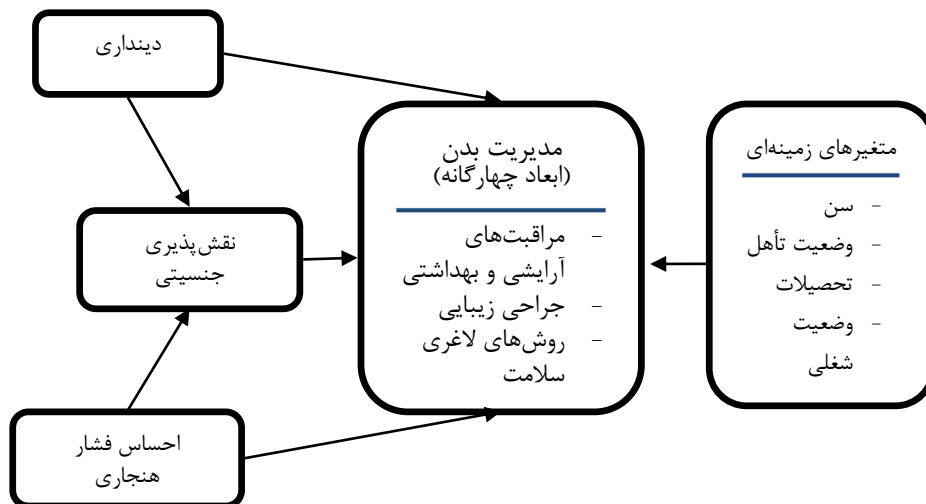 دینداری
مدیریت بدن
(ابعاد چهارگانه)
- مراقبت‌های
آرایشی و بهداشتی
- جراحی زیبایی
- روش‌های لاغری
سلامت
متغیرهای زمینه‌ای
- سن
- وضعیت تأهل
- تحصیلات
- وضعیت
شغلی
نقش‌پذیری
جنسیتی
احساس فشار
هنجاری